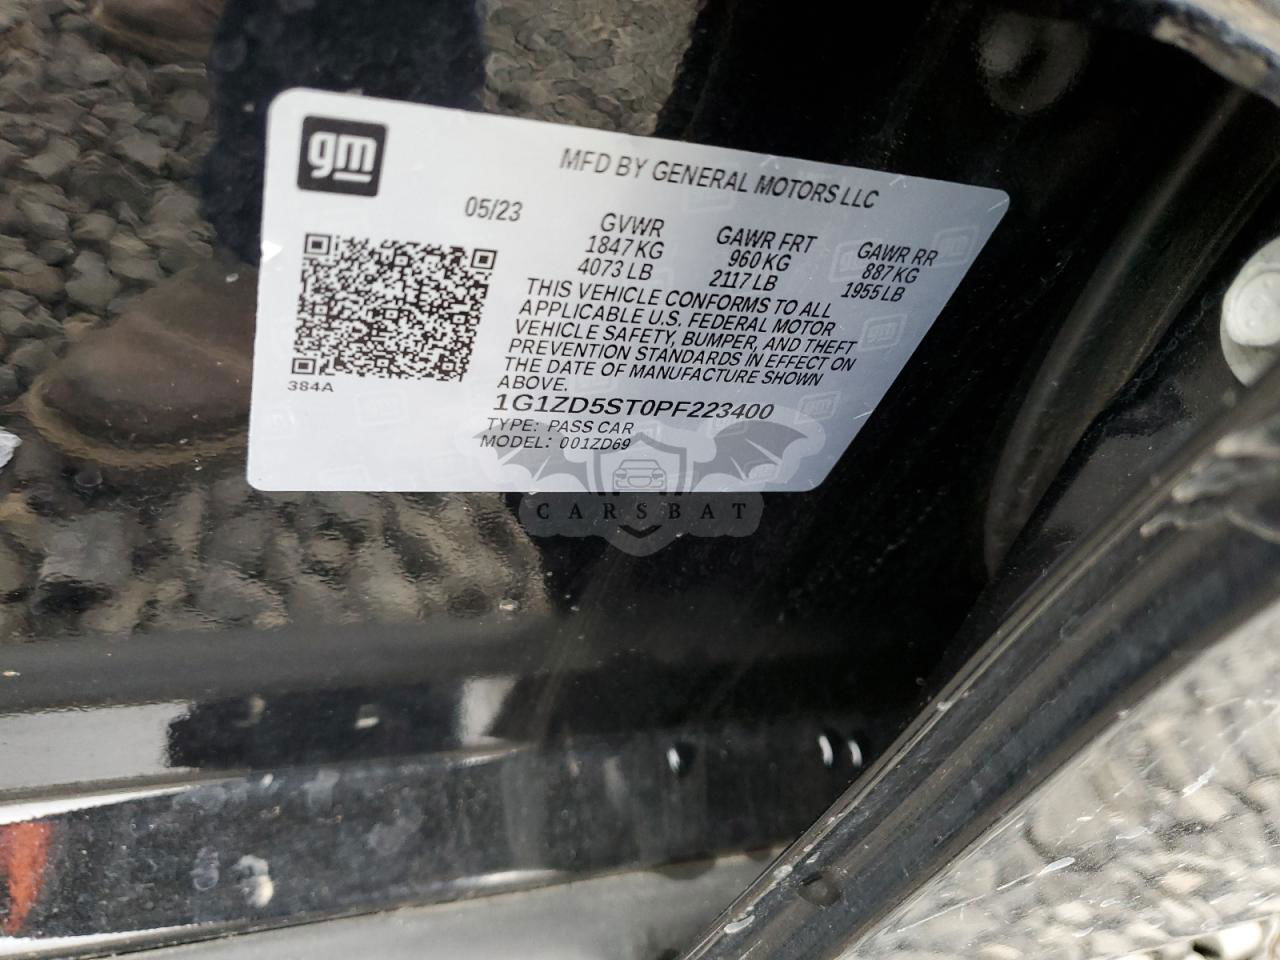 gm
MFD BY GENERAL MOTORS LLC
05/23
GVWR GAWR FRT GAWR RR
1847 KG 960 KG 887 KG
4073 LB 2117 LB 1955 LB
THIS VEHICLE CONFORMS TO ALL
APPLICABLE U.S. FEDERAL MOTOR
VEHICLE SAFETY, BUMPER, AND THEFT
PREVENTION STANDARDS IN EFFECT ON
THE DATE OF MANUFACTURE SHOWN
ABOVE.
384A
1G1ZD5ST0PF223400
TYPE: PASS CAR
MODEL: 001ZD69
CARSBAT